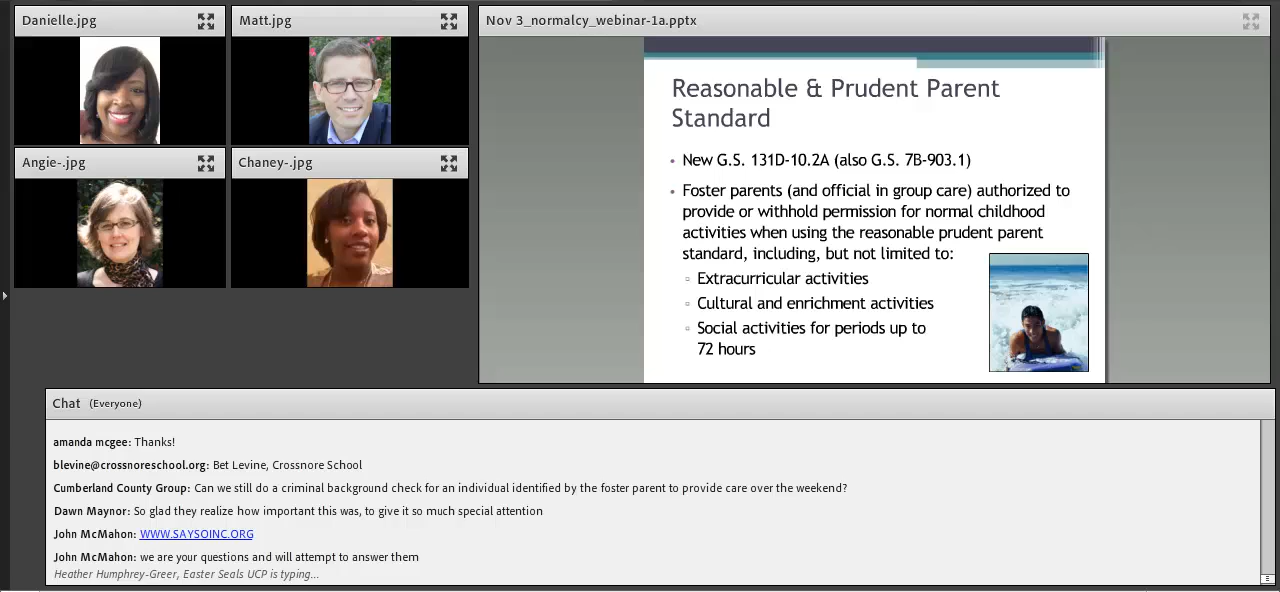 Danielle.jpg
Matt.jpg
Nov 3_normalcy_webinar-1a.pptx
Angie-.jpg
Chaney-.jpg
Reasonable & Prudent Parent
Standard
• New G.S. 131D-10.2A (also G.S. 7B-903.1)
• Foster parents (and official in group care) authorized to
provide or withhold permission for normal childhood
activities when using the reasonable prudent parent
standard, including, but not limited to:
▫ Extracurricular activities
▫ Cultural and enrichment activities
▫ Social activities for periods up to
72 hours
Chat (Everyone)
amanda mcgee: Thanks!
blevine@crossnoreschool.org: Bet Levine, Crossnore School
Cumberland County Group: Can we still do a criminal background check for an individual identified by the foster parent to provide care over the weekend?
Dawn Maynor: So glad they realize how important this was, to give it so much special attention
John McMahon: WWW.SAYSOINC.ORG
John McMahon: we are your questions and will attempt to answer them
Heather Humphrey-Greer, Easter Seals UCP is typing...